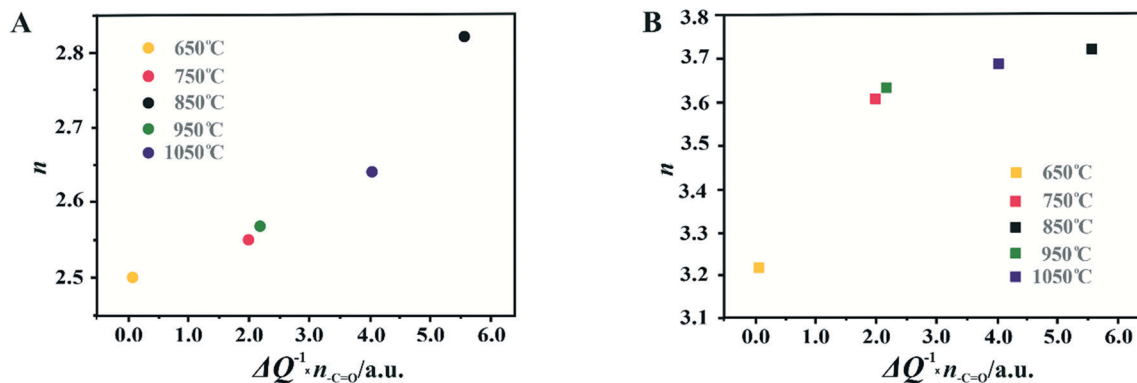 A
n
2.8
2.7
2.6
2.5
650°C
750°C
850°C
950°C
1050°C
0.0 1.0 2.0 3.0 4.0 5.0 6.0
ΔQ⁻¹ × n₋C=O/a.u.
B
n
3.8
3.7
3.6
3.5
3.4
3.3
3.2
3.1
650°C
750°C
850°C
950°C
1050°C
0.0 1.0 2.0 3.0 4.0 5.0 6.0
ΔQ⁻¹ × n₋C=O/a.u.